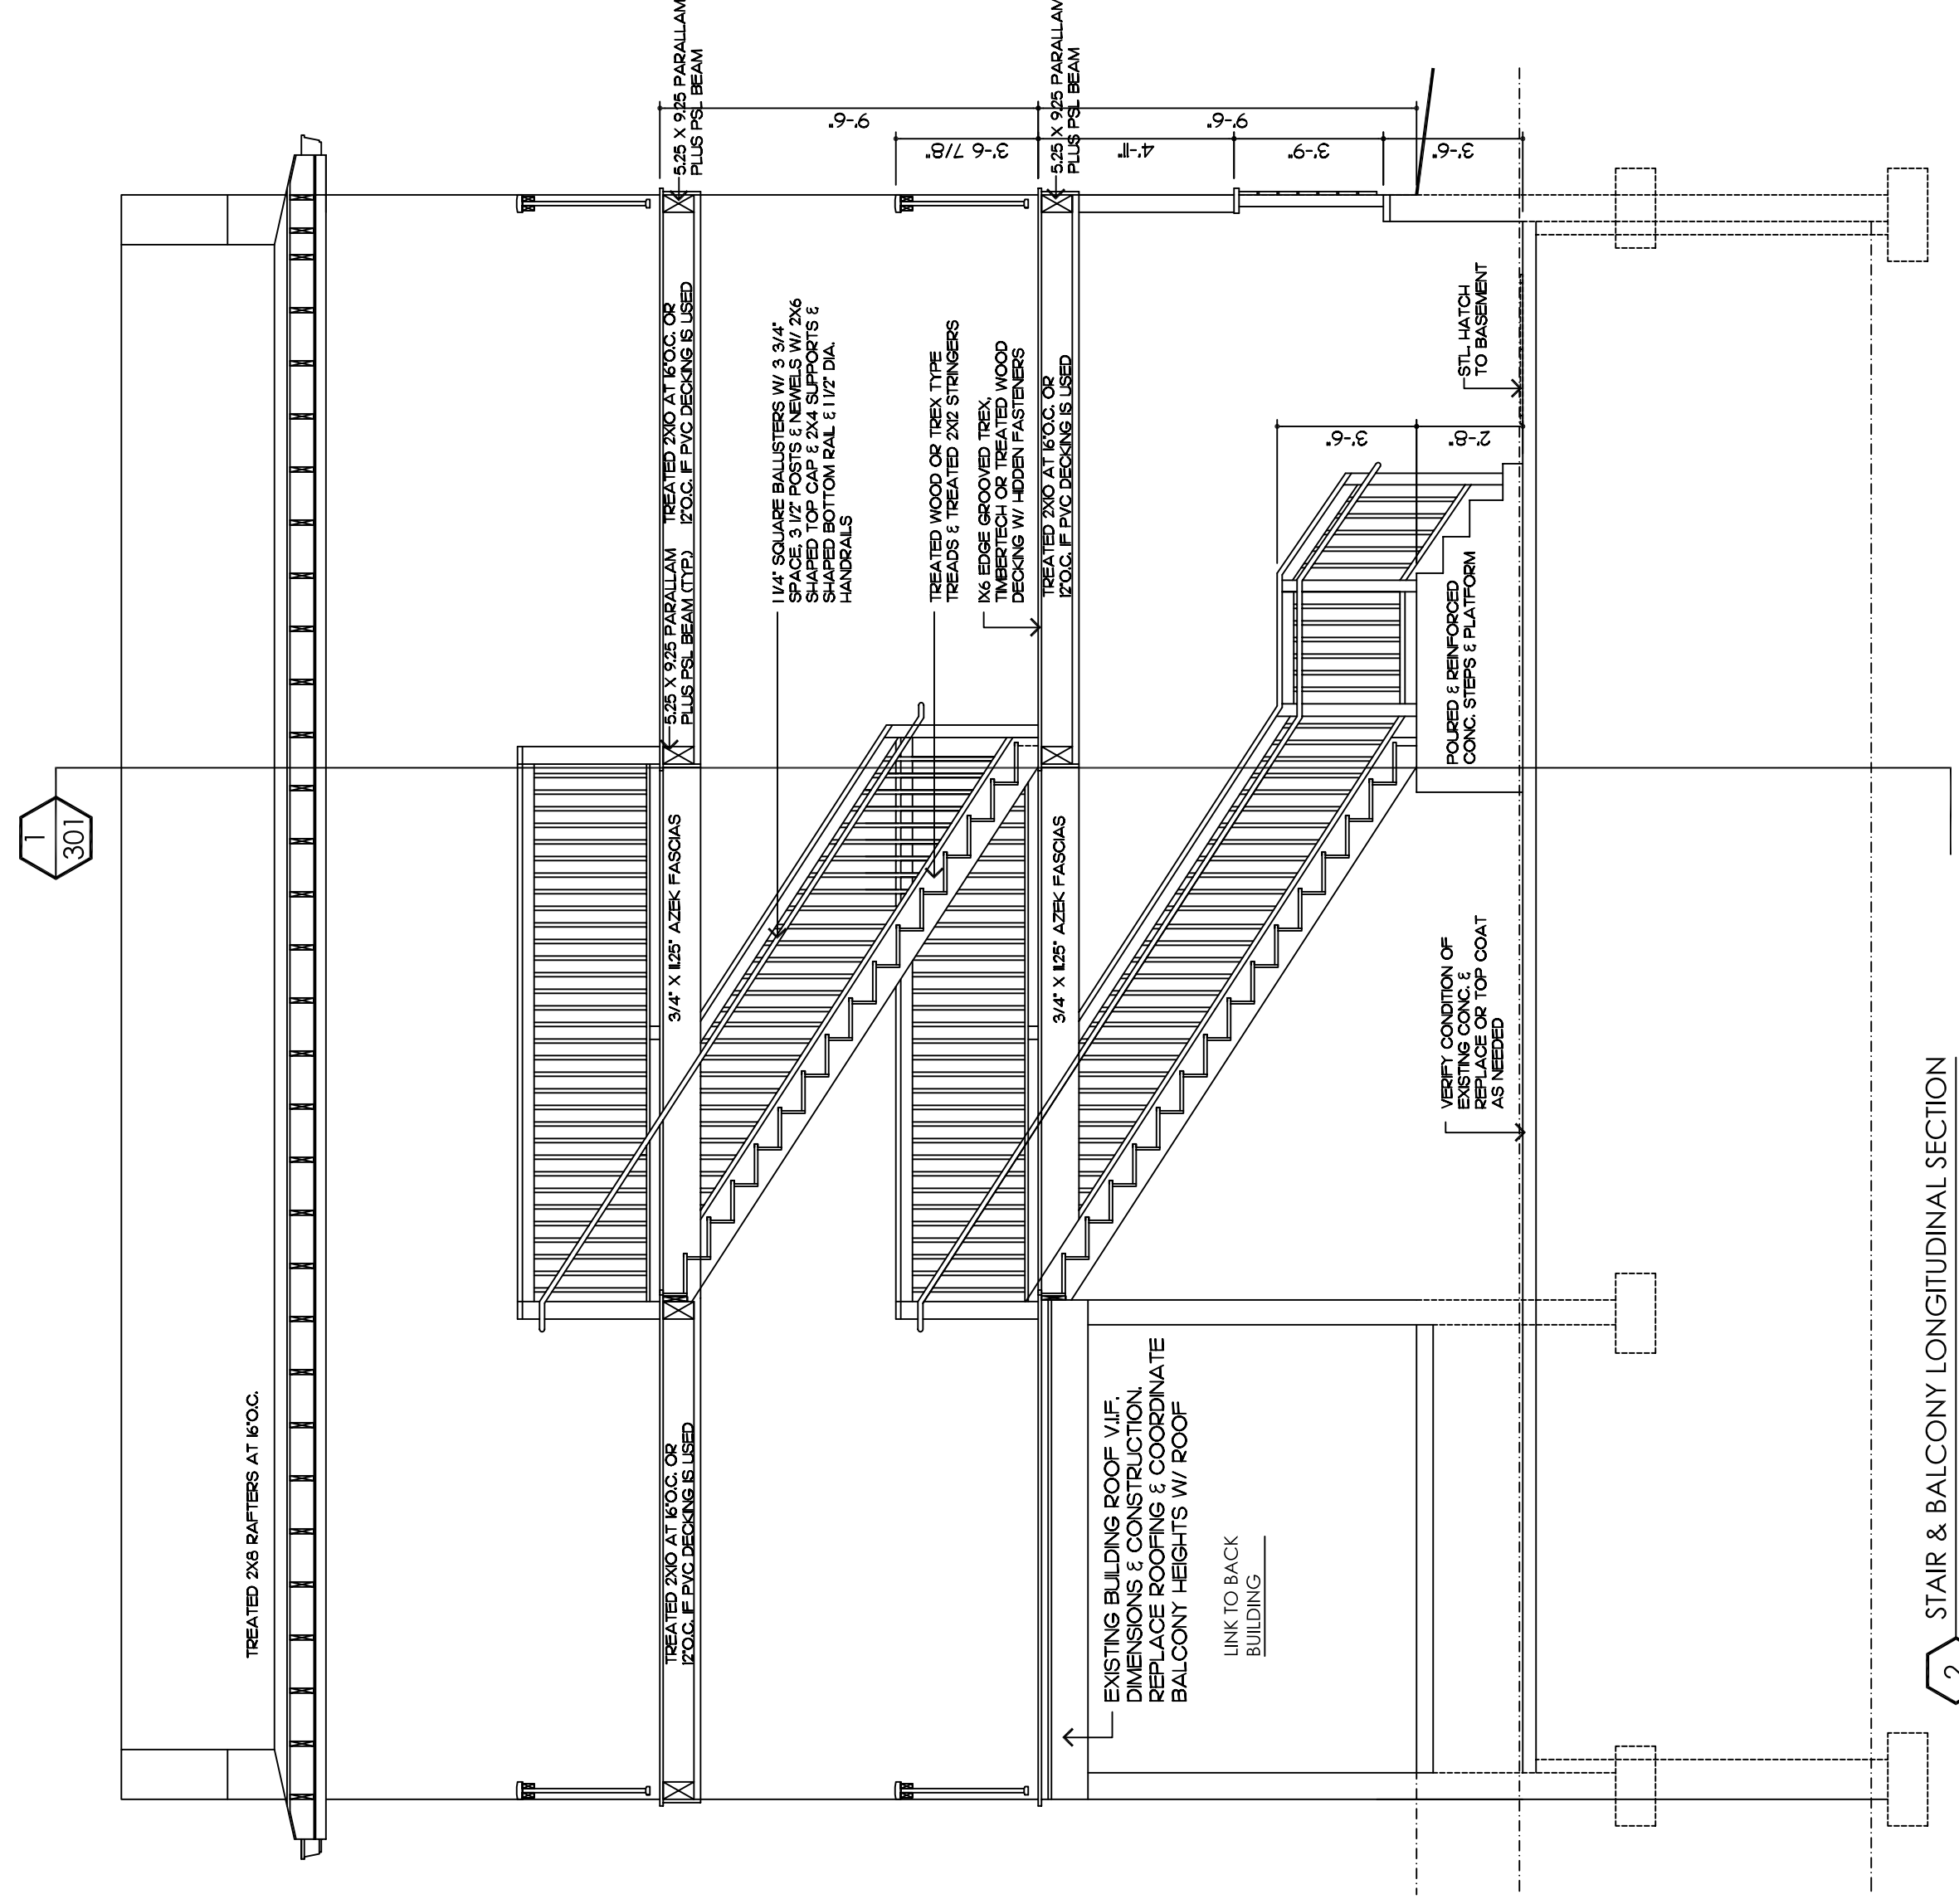 1
301
TREATED 2X8 RAFTERS AT 16"O.C.
5.25 X 9.25 PARALLAM
PLUS PSL BEAM
5.25 X 9.25 PARALLAM
PLUS PSL BEAM
9'-6"
9'-6"
3'-6 7/8"
4'-11"
3'-9"
3'-6"
TREATED 2X10 AT 16"O.C. OR
12"O.C. IF PVC DECKING IS USED
5.25 X 9.25 PARALLAM
PLUS PSL BEAM (TYP.)
TREATED 2X10 AT 16"O.C. OR
12"O.C. IF PVC DECKING IS USED
3/4" X 11.25" AZEK FASCIAS
1 1/4" SQUARE BALUSTERS W/ 3 3/4"
SPACE, 3 1/2" POSTS & NEWELS W/ 2X6
SHAPED TOP CAP & 2X4 SUPPORTS &
SHAPED BOTTOM RAIL & 1 1/2" DIA.
HANDRAILS
TREATED WOOD OR TREX TYPE
TREADS & TREATED 2X12 STRINGERS
1X6 EDGE GROOVED TREX,
TIMBERTECH OR TREATED WOOD
DECKING W/ HIDDEN FASTENERS
TREATED 2X10 AT 16"O.C. OR
12"O.C. IF PVC DECKING IS USED
3/4" X 11.25" AZEK FASCIAS
3'-6"
2'-8"
STL. HATCH
TO BASEMENT
POURED & REINFORCED
CONC. STEPS & PLATFORM
VERIFY CONDITION OF
EXISTING CONC. &
REPLACE OR TOP COAT
AS NEEDED
EXISTING BUILDING ROOF V.I.F.
DIMENSIONS & CONSTRUCTION.
REPLACE ROOFING & COORDINATE
BALCONY HEIGHTS W/ ROOF
LINK TO BACK
BUILDING
2
STAIR & BALCONY LONGITUDINAL SECTION